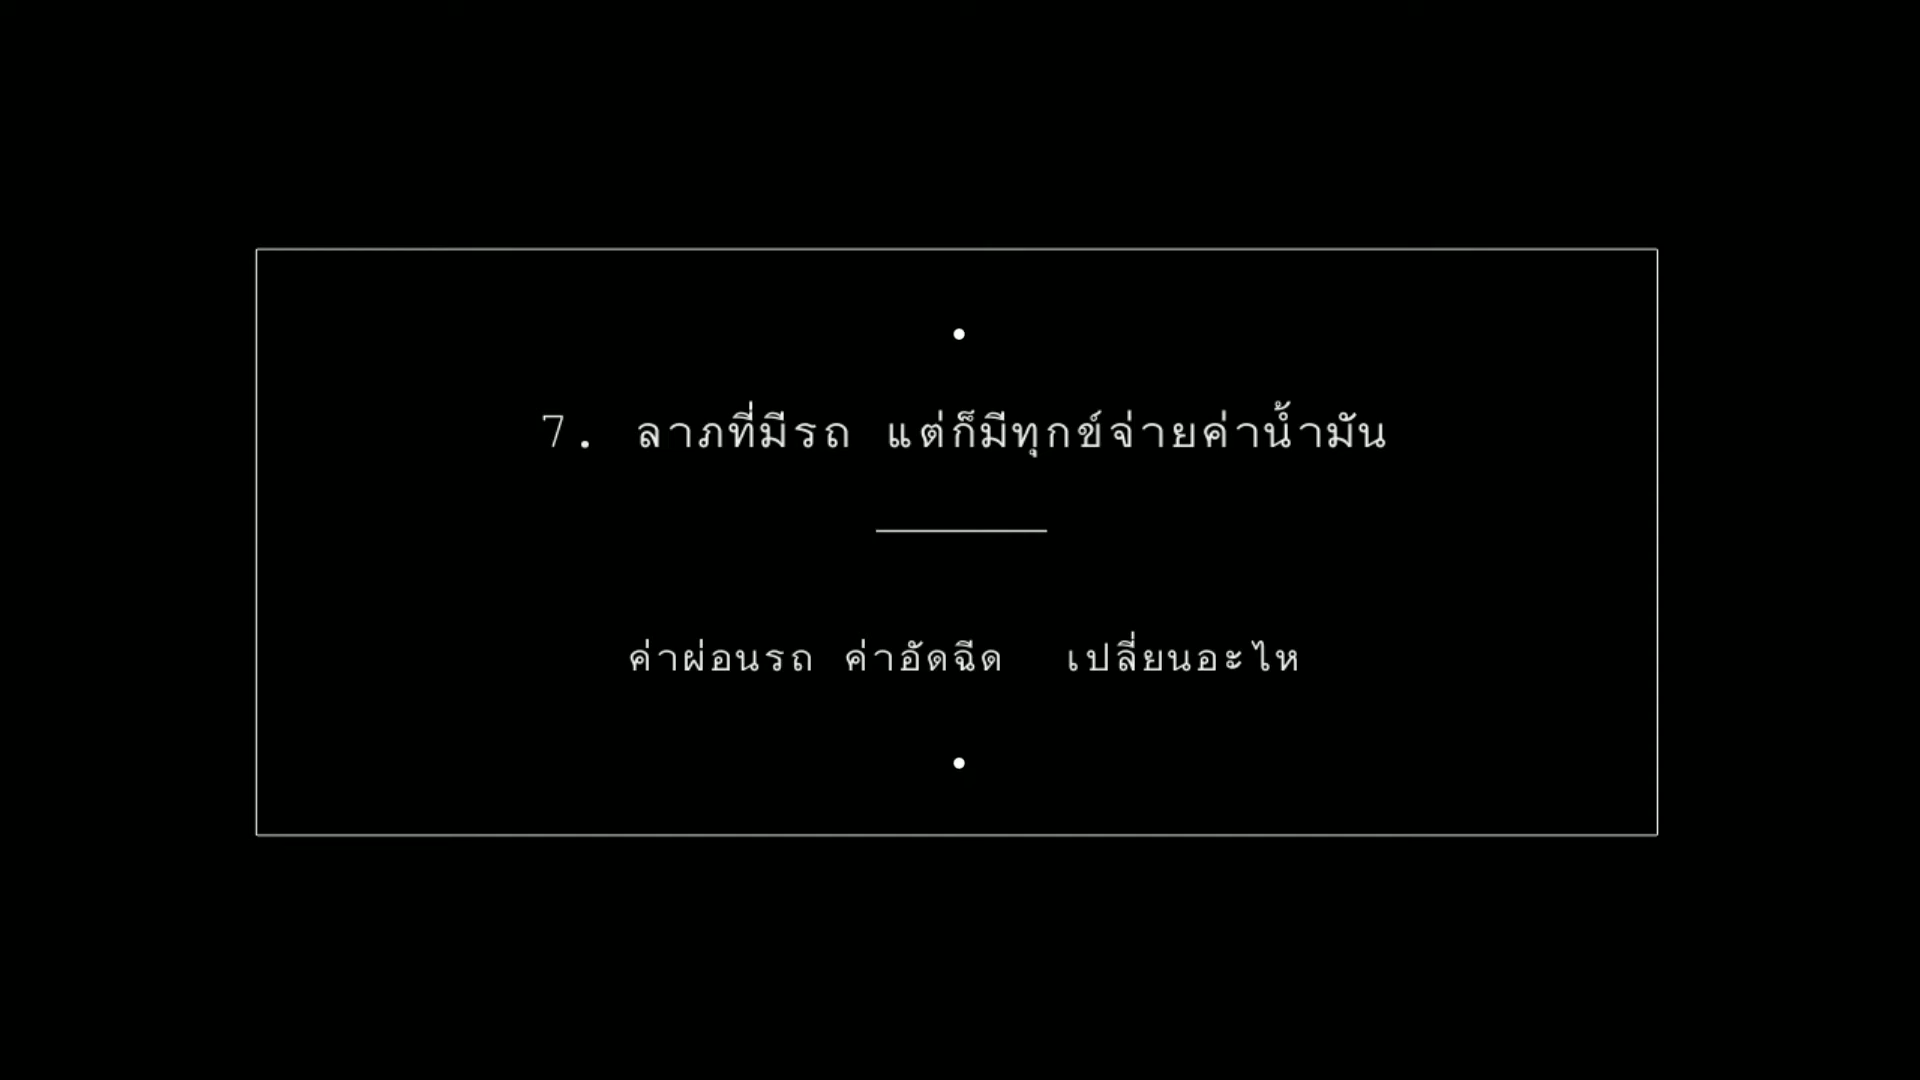 7. ลาภที่มีรถ แต่ก็มีทุกข์จ่ายค่าน้ำมัน
ค่าผ่อนรถ ค่าอัดฉีด เปลี่ยนอะไห